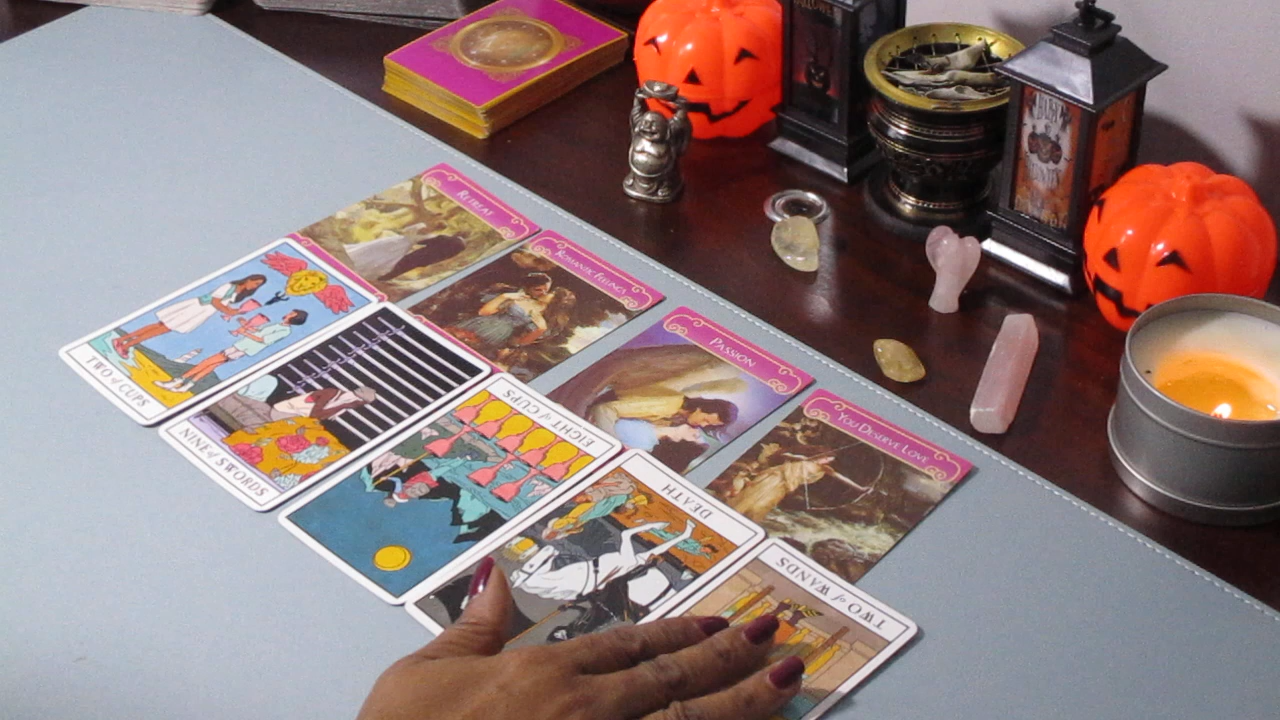 RETREAT
ROMANTIC FEELINGS
PASSION
YOU DESERVE LOVE
TWO of CUPS
NINE of SWORDS
EIGHT of CUPS
DEATH
TWO of WANDS